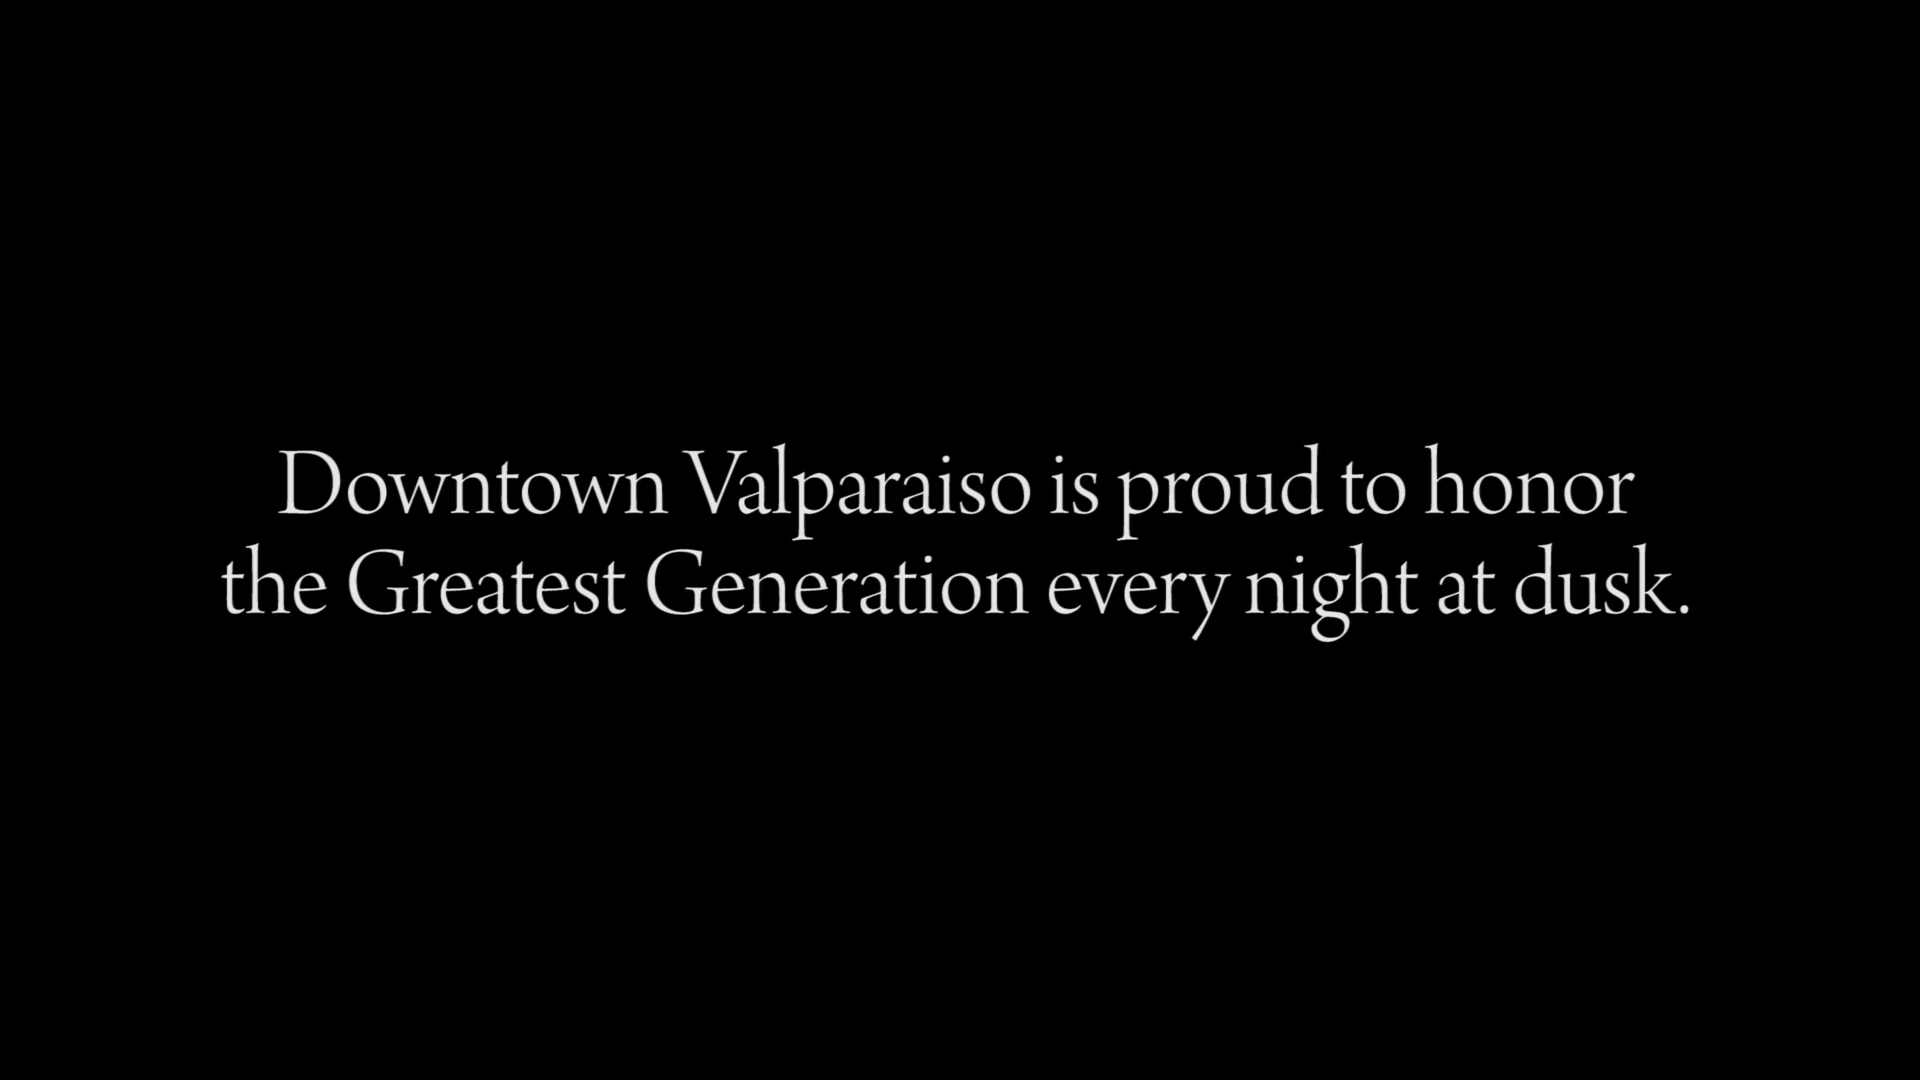 Downtown Valparaiso is proud to honor
the Greatest Generation every night at dusk.